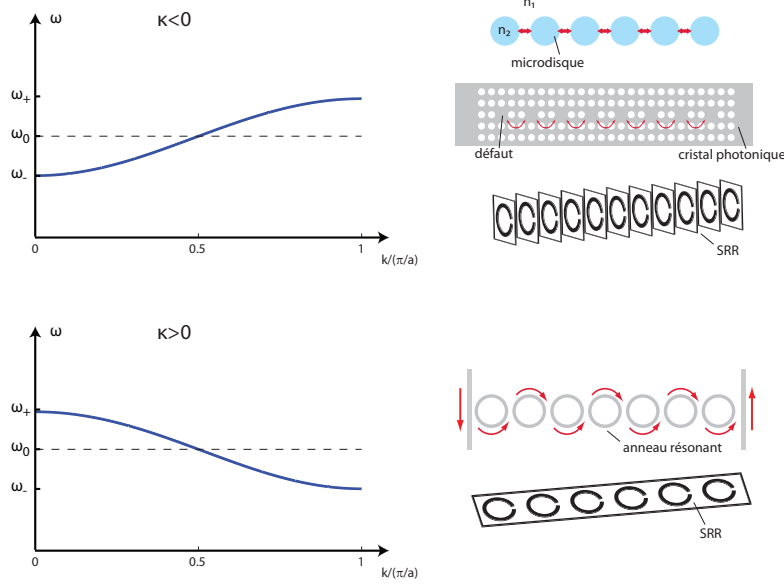 ω
κ<0
ω+
ω0
ω-
0
0.5
1
k/(π/a)
n1
n2
microdisque
défaut
cristal photonique
SRR
ω
κ>0
ω+
ω0
ω-
0
0.5
1
k/(π/a)
anneau résonant
SRR